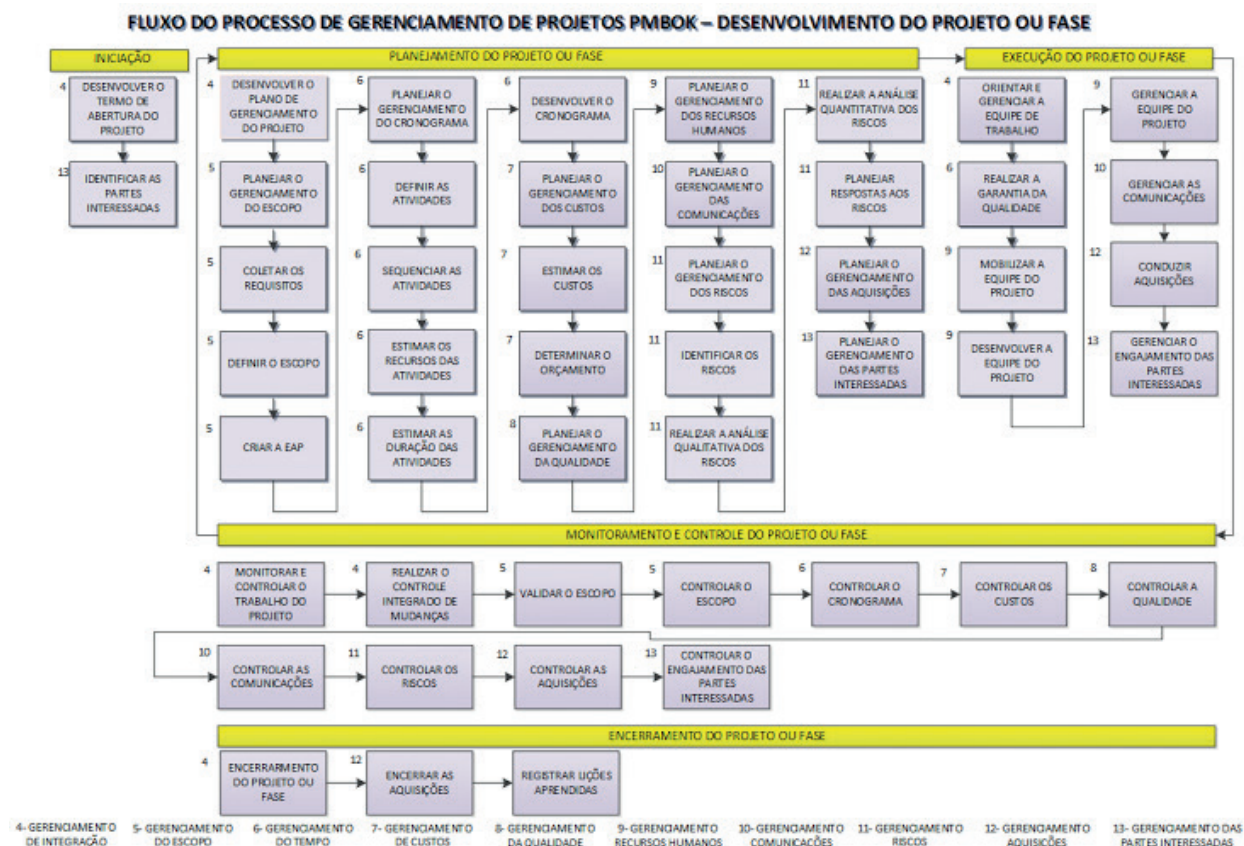 FLUXO DO PROCESSO DE GERENCIAMENTO DE PROJETOS PMBOK – DESENVOLVIMENTO DO PROJETO OU FASE
INICIAÇÃO
4
DESENVOLVER O
TERMO DE
ABERTURA DO
PROJETO
13
IDENTIFICAR AS
PARTES
INTERESSADAS
PLANEJAMENTO DO PROJETO OU FASE
4
DESENVOLVER O
PLANO DE
GERENCIAMENTO
DO PROJETO
5
PLANEJAR O
GERENCIAMENTO
DO ESCOPO
5
COLETAR OS
REQUISITOS
5
DEFINIR O ESCOPO
5
CRIAR A EAP
6
PLANEJAR O
GERENCIAMENTO
DO CRONOGRAMA
6
DEFINIR AS
ATIVIDADES
6
SEQUENCIAR AS
ATIVIDADES
6
ESTIMAR OS
RECURSOS DAS
ATIVIDADES
6
ESTIMAR AS
DURAÇÃO DAS
ATIVIDADES
6
DESENVOLVER O
CRONOGRAMA
7
PLANEJAR O
GERENCIAMENTO
DOS CUSTOS
7
ESTIMAR OS
CUSTOS
7
DETERMINAR O
ORÇAMENTO
8
PLANEJAR O
GERENCIAMENTO
DA QUALIDADE
9
PLANEJAR O
GERENCIAMENTO
DOS RECURSOS
HUMANOS
10
PLANEJAR O
GERENCIAMENTO
DAS
COMUNICAÇÕES
11
PLANEJAR O
GERENCIAMENTO
DOS RISCOS
11
IDENTIFICAR OS
RISCOS
11
REALIZAR A ANÁLISE
QUALITATIVA DOS
RISCOS
11
REALIZAR A ANÁLISE
QUANTITATIVA DOS
RISCOS
11
PLANEJAR
RESPOSTAS AOS
RISCOS
12
PLANEJAR O
GERENCIAMENTO
DAS AQUISIÇÕES
13
PLANEJAR O
GERENCIAMENTO
DAS PARTES
INTERESSADAS
EXECUÇÃO DO PROJETO OU FASE
4
ORIENTAR E
GERENCIAR A
EQUIPE DE
TRABALHO
6
REALIZAR A
GARANTIA DA
QUALIDADE
9
MOBILIZAR A
EQUIPE DO
PROJETO
9
DESENVOLVER A
EQUIPE DO
PROJETO
9
GERENCIAR A
EQUIPE DO
PROJETO
10
GERENCIAR AS
COMUNICAÇÕES
12
CONDUZIR
AQUISIÇÕES
13
GERENCIAR O
ENGAJAMENTO DAS
PARTES
INTERESSADAS
MONITORAMENTO E CONTROLE DO PROJETO OU FASE
4
MONITORAR E
CONTROLAR O
TRABALHO DO
PROJETO
4
REALIZAR O
CONTROLE
INTEGRADO DE
MUDANÇAS
5
VALIDAR O ESCOPO
5
CONTROLAR O
ESCOPO
6
CONTROLAR O
CRONOGRAMA
7
CONTROLAR OS
CUSTOS
8
CONTROLAR A
QUALIDADE
10
CONTROLAR AS
COMUNICAÇÕES
11
CONTROLAR OS
RISCOS
12
CONTROLAR AS
AQUISIÇÕES
13
CONTROLAR O
ENGAJAMENTO DAS
PARTES
INTERESSADAS
ENCERRAMENTO DO PROJETO OU FASE
4
ENCERRARMENTO
DO PROJETO OU
FASE
12
ENCERRAR AS
AQUISIÇÕES
REGISTRAR LIÇÕES
APRENDIDAS
4- GERENCIAMENTO
DE INTEGRAÇÃO
5- GERENCIAMENTO
DO ESCOPO
6- GERENCIAMENTO
DO TEMPO
7- GERENCIAMENTO
DE CUSTOS
8- GERENCIAMENTO
DA QUALIDADE
9- GERENCIAMENTO
RECURSOS HUMANOS
10- GERENCIAMENTO
COMUNICAÇÕES
11- GERENCIAMENTO
RISCOS
12- GERENCIAMENTO
AQUISIÇÕES
13- GERENCIAMENTO DAS
PARTES INTERESSADAS